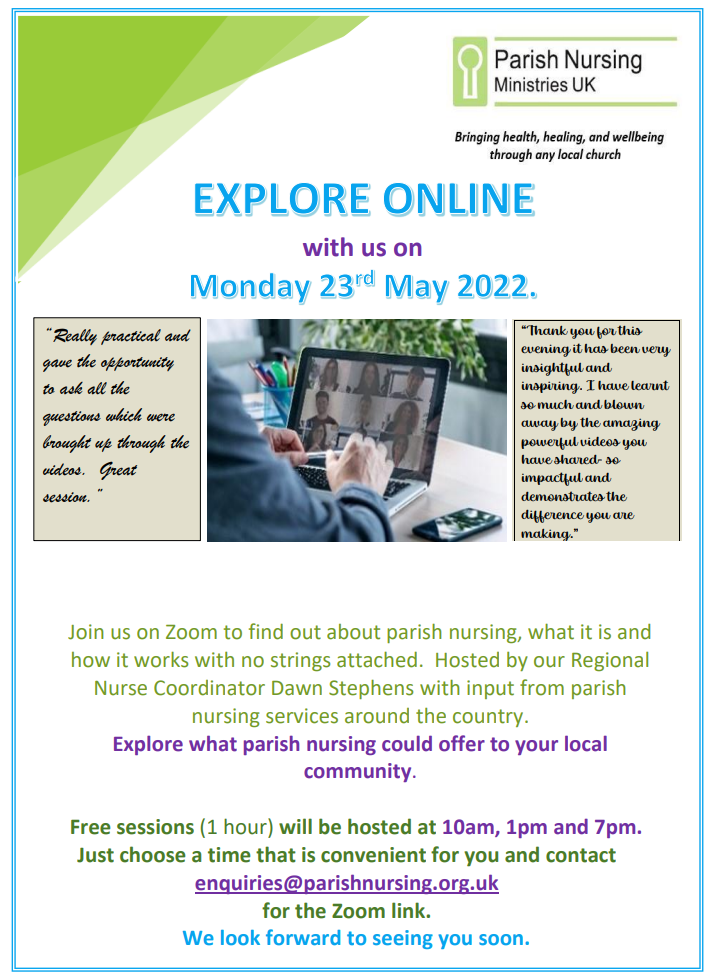 Parish Nursing
Ministries UK
Bringing health, healing, and wellbeing
through any local church
EXPLORE ONLINE
with us on
Monday 23rd May 2022.
"Really practical and
gave the opportunity
to ask all the
questions which were
brought up through the
videos. Great
session."
"Thank you for this
evening it has been very
insightful and
inspiring. I have learnt
so much and blown
away by the amazing
powerful videos you
have shared- so
impactful and
demonstrates the
difference you are
making."
Join us on Zoom to find out about parish nursing, what it is and
how it works with no strings attached. Hosted by our Regional
Nurse Coordinator Dawn Stephens with input from parish
nursing services around the country.
Explore what parish nursing could offer to your local
community.
Free sessions (1 hour) will be hosted at 10am, 1pm and 7pm.
Just choose a time that is convenient for you and contact
enquiries@parishnursing.org.uk
for the Zoom link.
We look forward to seeing you soon.